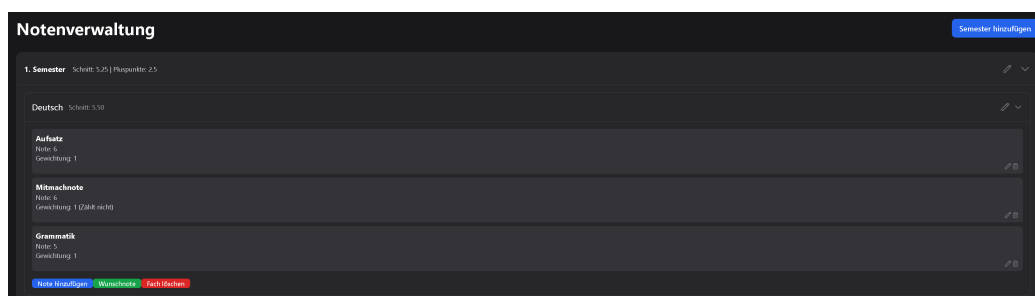 Notenverwaltung
Semester hinzufügen
1. Semester Schnitt: 5.25 | Pluspunkte: 2.5
Deutsch Schnitt: 5.50
Aufsatz
Note: 6
Gewichtung: 1
Mitmachnote
Note: 6
Gewichtung: 1 (Zählt nicht)
Grammatik
Note: 5
Gewichtung: 1
Note hinzufügen Wunschnote Fach löschen